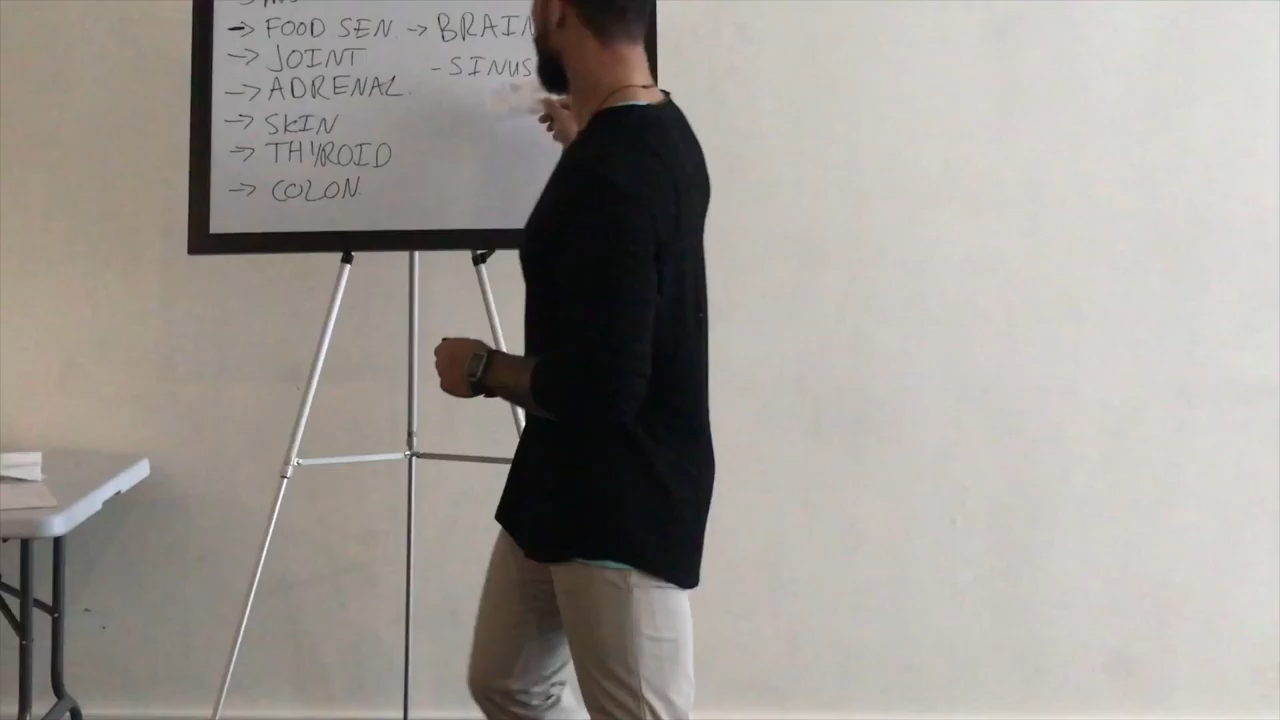 → FOOD SEN. → BRAIN
→ JOINT
- SINUS
→ ADRENAL.
→ SKIN
→ THYROID
→ COLON